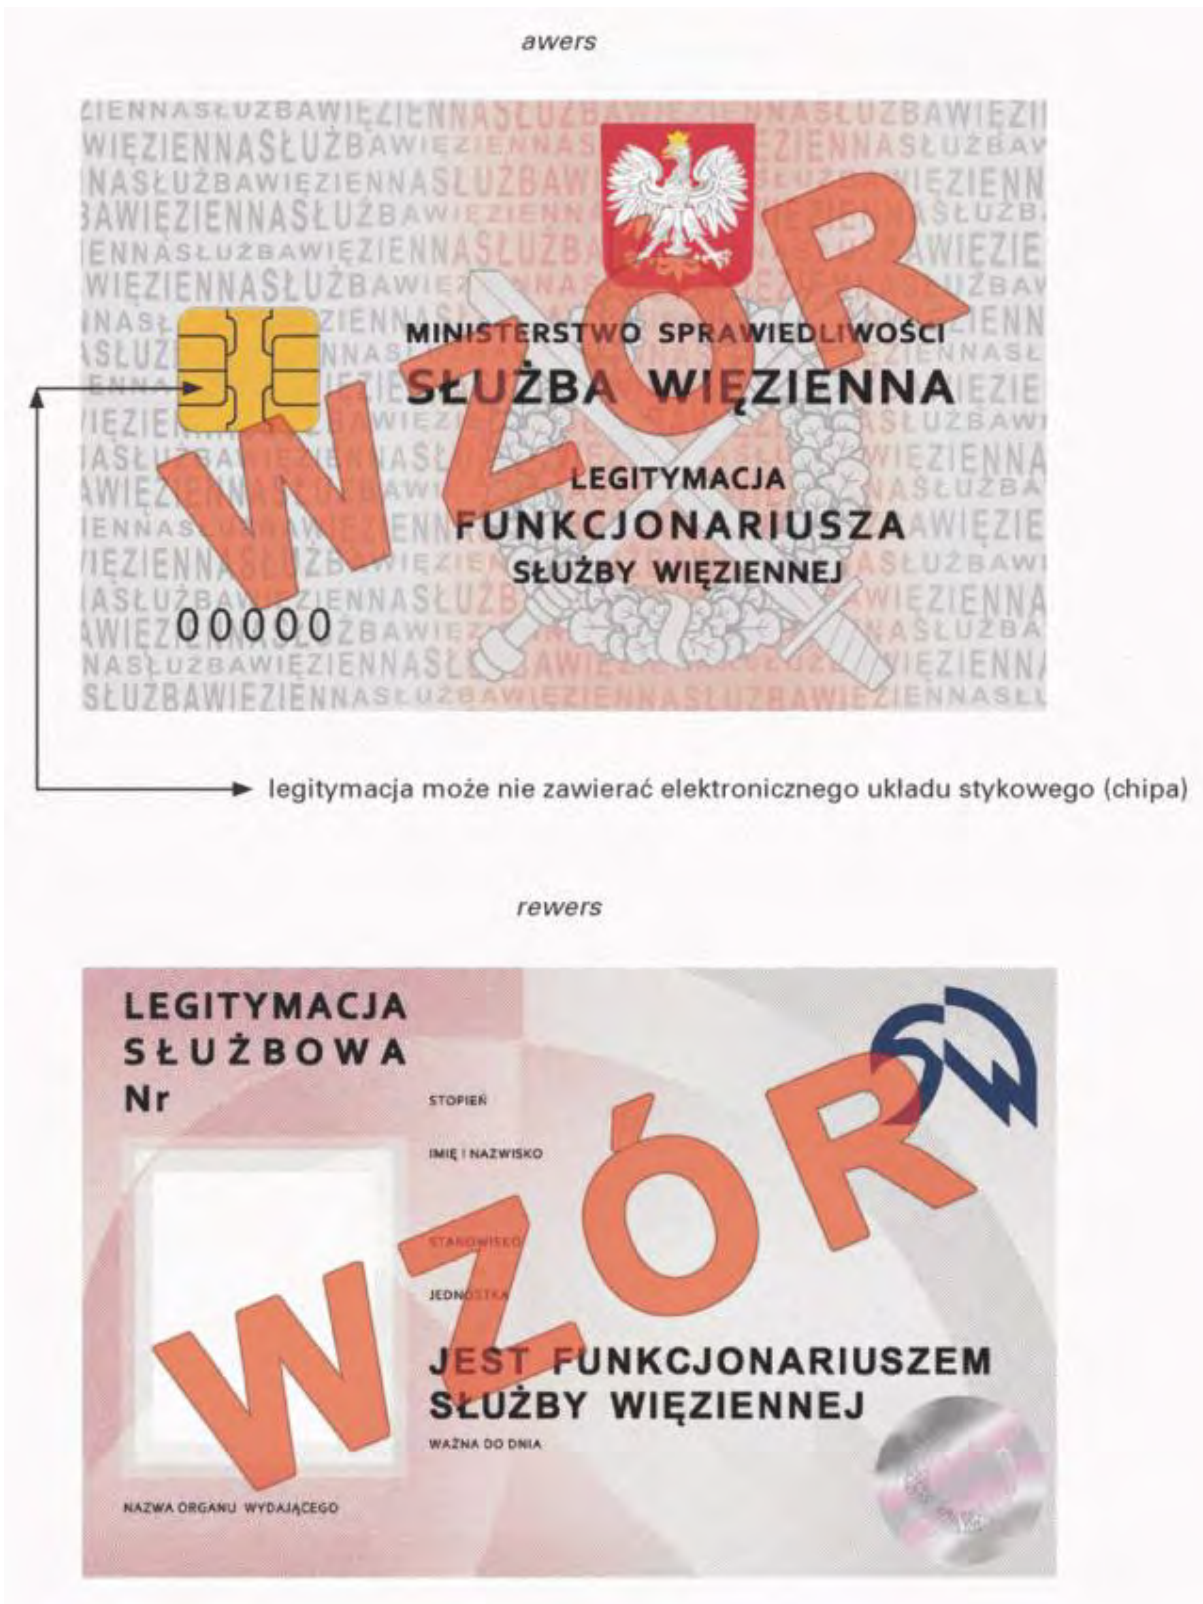 awers
MINISTERSTWO SPRAWIEDLIWOŚCI
SŁUŻBA WIĘZIENNA
LEGITYMACJA
FUNKCJONARIUSZA
SŁUŻBY WIĘZIENNEJ
WZÓR
00000
legitymacja może nie zawierać elektronicznego układu stykowego (chipa)
rewers
LEGITYMACJA
SŁUŻBOWA
Nr
SW
STOPIEŃ
IMIĘ I NAZWISKO
STANOWISKO
JEDNOSTKA
WZÓR
JEST FUNKCJONARIUSZEM
SŁUŻBY WIĘZIENNEJ
WAŻNA DO DNIA
NAZWA ORGANU WYDAJĄCEGO